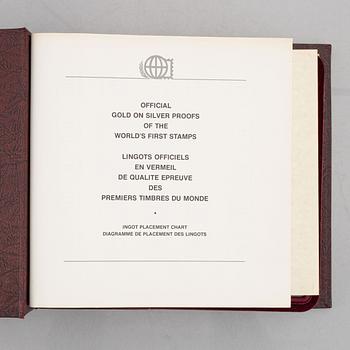 OFFICIAL
GOLD ON SILVER PROOFS
OF THE
WORLD'S FIRST STAMPS
LINGOTS OFFICIELS
EN VERMEIL
DE QUALITE EPREUVE
DES
PREMIERS TIMBRES DU MONDE
•
INGOT PLACEMENT CHART
DIAGRAMME DE PLACEMENT DES LINGOTS